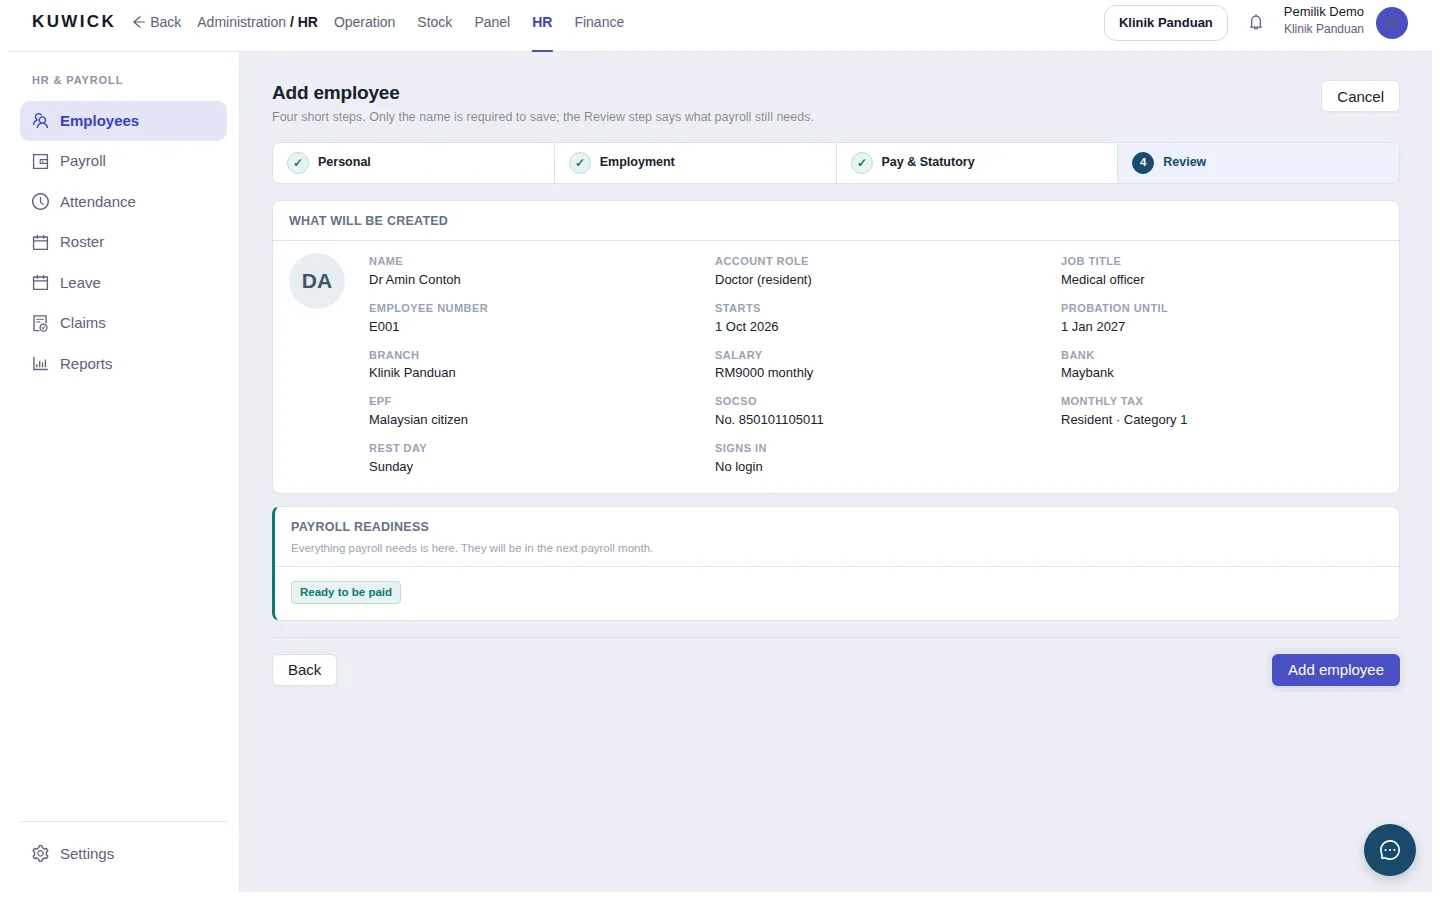 KUWICK
Back
Administration / HR
Operation
Stock
Panel
HR
Finance
Klinik Panduan
Pemilik Demo
Klinik Panduan
HR & PAYROLL
Employees
Payroll
Attendance
Roster
Leave
Claims
Reports
Settings
Add employee
Four short steps. Only the name is required to save; the Review step says what payroll still needs.
Cancel
✓ Personal
✓ Employment
✓ Pay & Statutory
4 Review
WHAT WILL BE CREATED
DA
NAME
Dr Amin Contoh
ACCOUNT ROLE
Doctor (resident)
JOB TITLE
Medical officer
EMPLOYEE NUMBER
E001
STARTS
1 Oct 2026
PROBATION UNTIL
1 Jan 2027
BRANCH
Klinik Panduan
SALARY
RM9000 monthly
BANK
Maybank
EPF
Malaysian citizen
SOCSO
No. 850101105011
MONTHLY TAX
Resident · Category 1
REST DAY
Sunday
SIGNS IN
No login
PAYROLL READINESS
Everything payroll needs is here. They will be in the next payroll month.
Ready to be paid
Back
Add employee